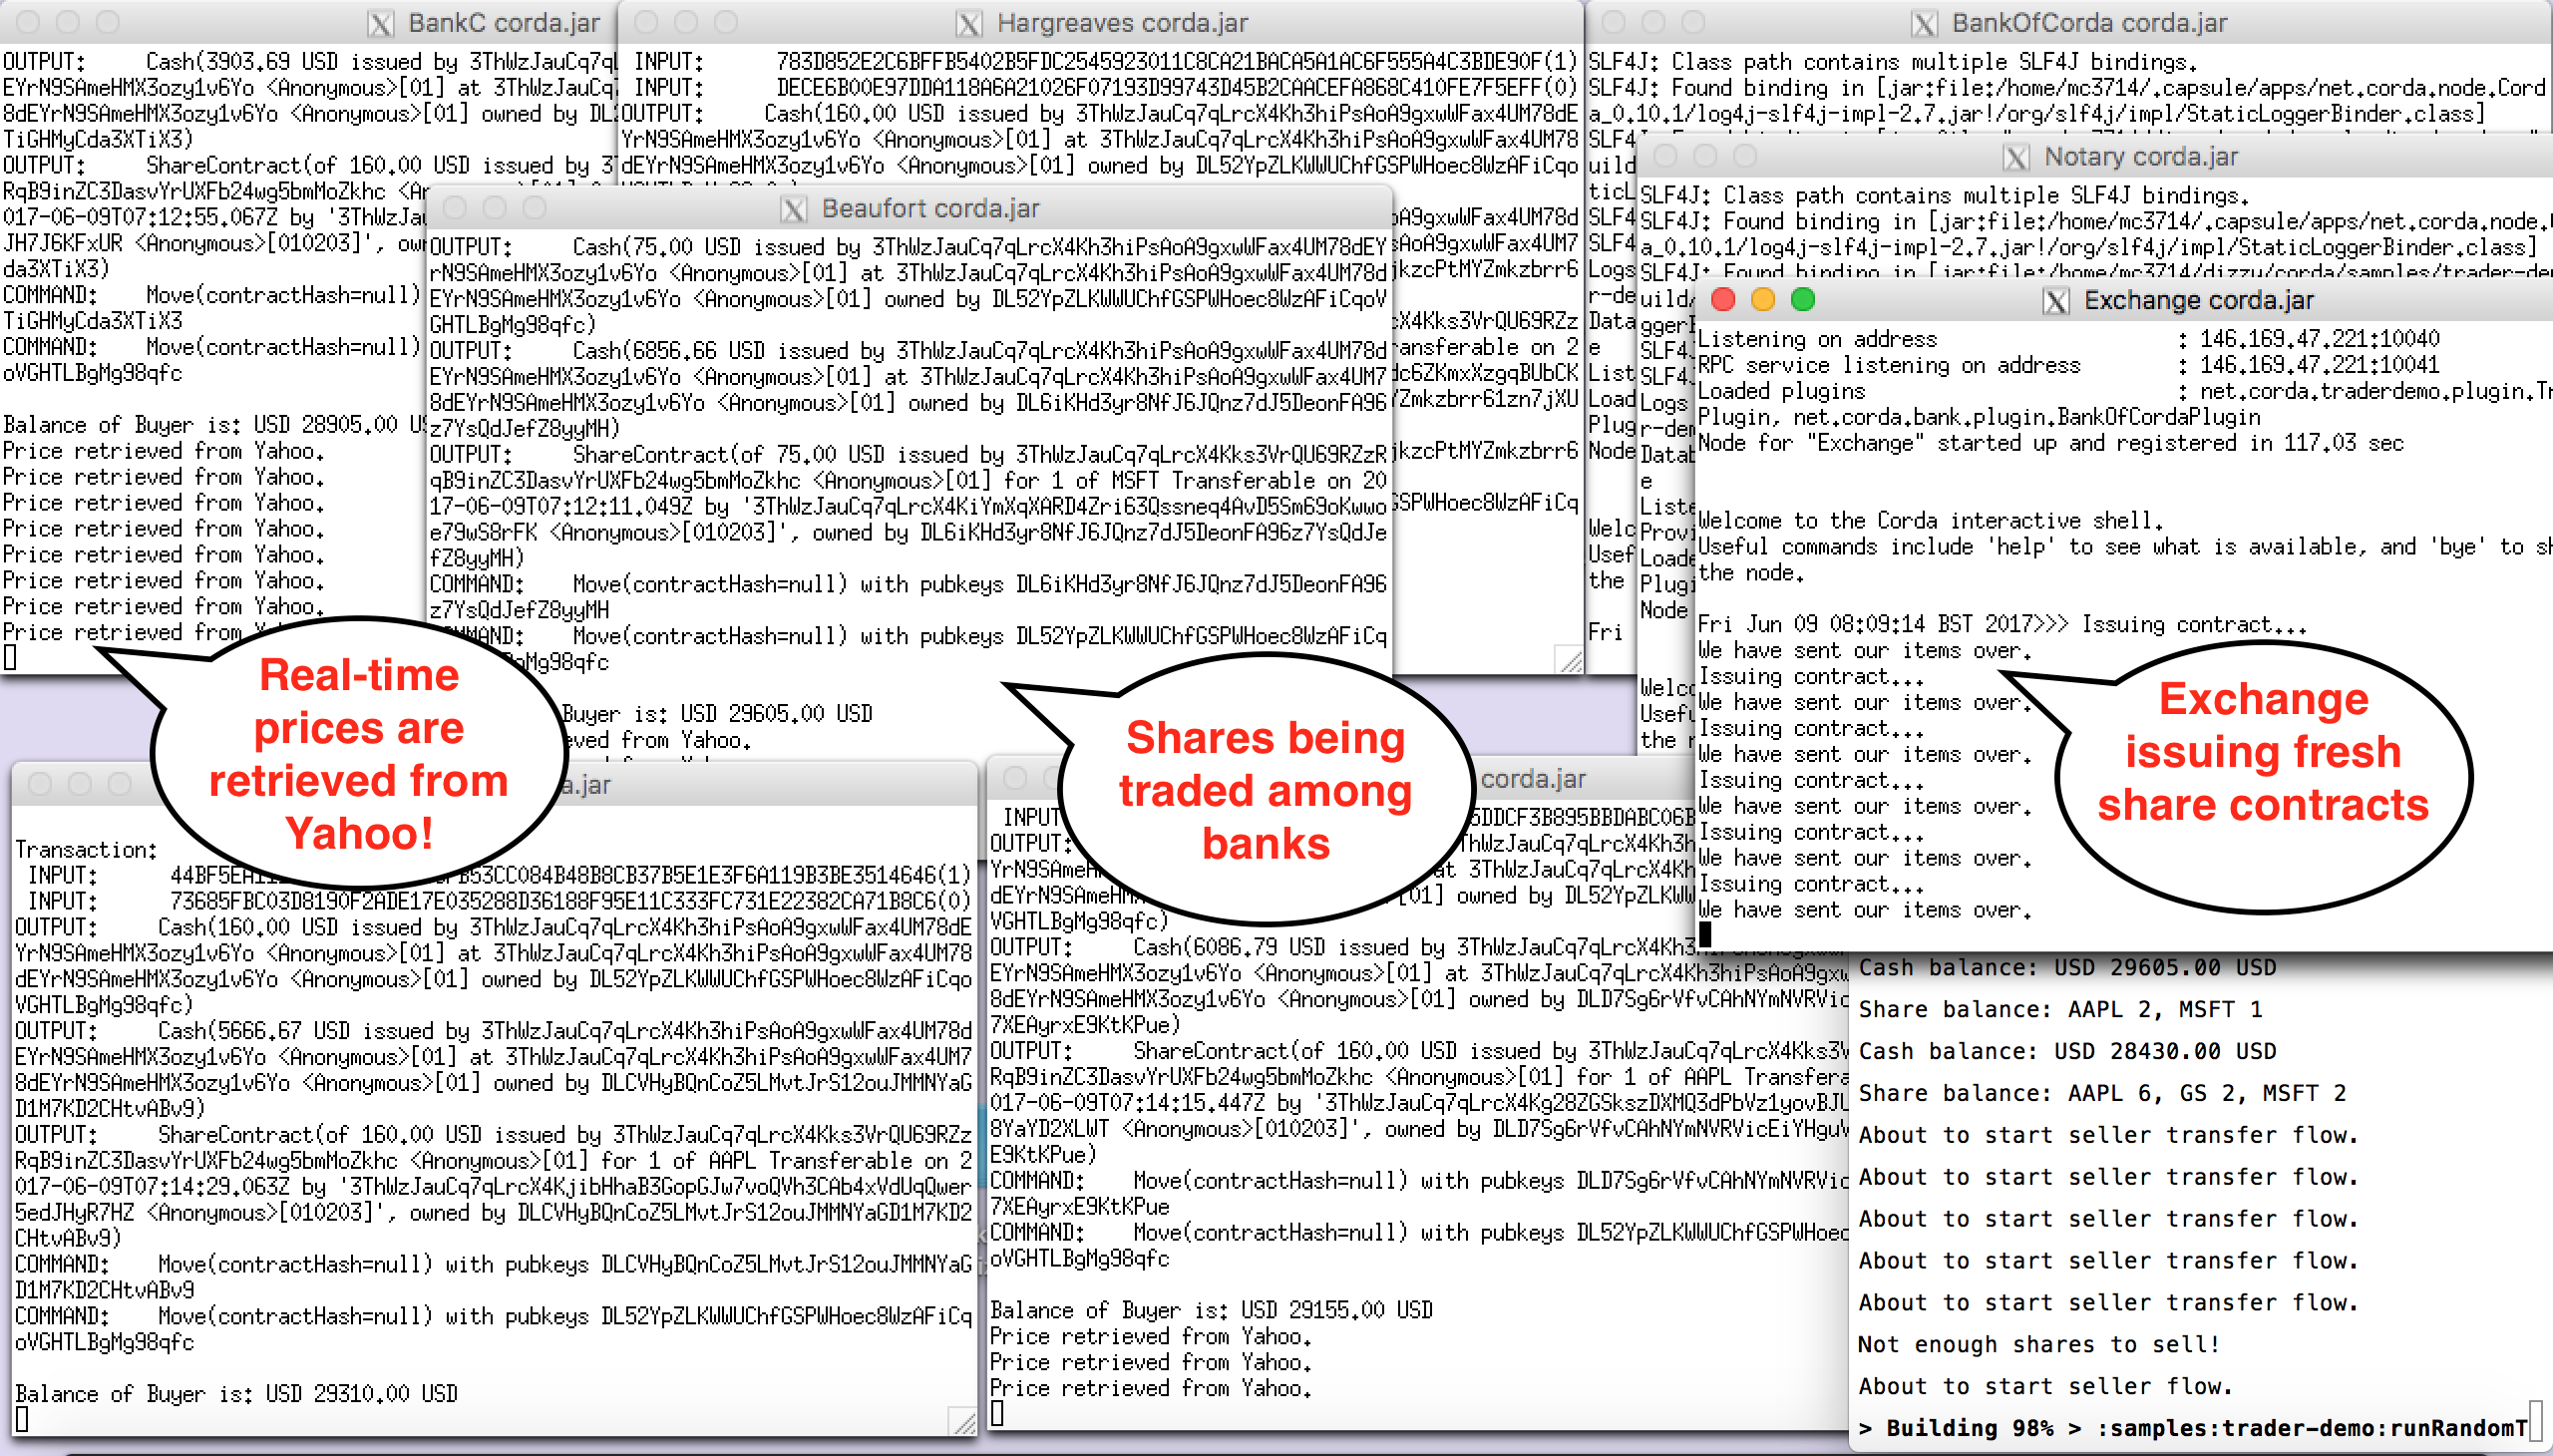 BankC corda.jar
OUTPUT: Cash(3903.69 USD issued by 3ThWzJauCq7qL
EYrN9SAmeHMX3ozy1v6Yo <Anonymous>[01] at 3ThWzJauCq7
8dEYrN9SAmeHMX3ozy1v6Yo <Anonymous>[01] owned by DL
TiGHMyCda3XTiX3)
OUTPUT: ShareContract(of 160.00 USD issued by 3T
RqB9inZC3DasvYrUXFb24wg5bmMoZkhc <An
017-06-09T07:12:55.067Z by '3ThWzJau
JH7J6KFxUR <Anonymous>[010203]', own
da3XTiX3)
COMMAND: Move(contractHash=null)
TiGHMyCda3XTiX3
COMMAND: Move(contractHash=null)
oVGHTLBgMg98qfc
Balance of Buyer is: USD 28905.00 US
Price retrieved from Yahoo.
Price retrieved from Yahoo.
Price retrieved from Yahoo.
Price retrieved from Yahoo.
Price retrieved from Yahoo.
Price retrieved from Yahoo.
Price retrieved from Yahoo.
Price retrieved from
Hargreaves corda.jar
INPUT: 783D852E2C6BFFB5402B5FDC2545923011C8CA21BACA5A1AC6F555A4C3BDE90F(1)
INPUT: DECE6B00E97DDA118A6A21026F07193D99743D45B2CAACEFA868C410FE7F5EFF(0)
OUTPUT: Cash(160.00 USD issued by 3ThWzJauCq7qLrcX4Kh3hiPsAoA9gxwWFax4UM78dE
YrN9SAmeHMX3ozy1v6Yo <Anonymous>[01] at 3ThWzJauCq7qLrcX4Kh3hiPsAoA9gxwWFax4UM78
dEYrN9SAmeHMX3ozy1v6Yo <Anonymous>[01] owned by DL52YpZLKWWUChfGSPWHoec8WzAFiCqo
BankOfCorda corda.jar
SLF4J: Class path contains multiple SLF4J bindings.
SLF4J: Found binding in [jar:file:/home/mc3714/.capsule/apps/net.corda.node.Cord
a_0.10.1/log4j-slf4j-impl-2.7.jar!/org/slf4j/impl/StaticLoggerBinder.class]
Notary corda.jar
SLF4J: Class path contains multiple SLF4J bindings.
SLF4J: Found binding in [jar:file:/home/mc3714/.capsule/apps/net.corda.node.
a_0.10.1/log4j-slf4j-impl-2.7.jar!/org/slf4j/impl/StaticLoggerBinder.class]
SLF4J: Found binding in [jar:file:/home/mc3714/dizzy/corda/samples/trader-de
Beaufort corda.jar
OUTPUT: Cash(75.00 USD issued by 3ThWzJauCq7qLrcX4Kh3hiPsAoA9gxwWFax4UM78dEY
rN9SAmeHMX3ozy1v6Yo <Anonymous>[01] at 3ThWzJauCq7qLrcX4Kh3hiPsAoA9gxwWFax4UM78d
EYrN9SAmeHMX3ozy1v6Yo <Anonymous>[01] owned by DL52YpZLKWWUChfGSPWHoec8WzAFiCqoV
GHTLBgMg98qfc)
OUTPUT: Cash(6856.66 USD issued by 3ThWzJauCq7qLrcX4Kh3hiPsAoA9gxwWFax4UM78d
EYrN9SAmeHMX3ozy1v6Yo <Anonymous>[01] at 3ThWzJauCq7qLrcX4Kh3hiPsAoA9gxwWFax4UM7
8dEYrN9SAmeHMX3ozy1v6Yo <Anonymous>[01] owned by DL6iKHd3yr8NfJ6JQnz7dJ5DeonFA96
z7YsQdJefZ8yyMH)
OUTPUT: ShareContract(of 75.00 USD issued by 3ThWzJauCq7qLrcX4Kks3VrQU69RZzR
qB9inZC3DasvYrUXFb24wg5bmMoZkhc <Anonymous>[01] for 1 of MSFT Transferable on 20
17-06-09T07:12:11.049Z by '3ThWzJauCq7qLrcX4KiYmXqXARD4Zri63Qssneq4AvD5Sm69oKwwo
e79wS8rFK <Anonymous>[010203]', owned by DL6iKHd3yr8NfJ6JQnz7dJ5DeonFA96z7YsQdJe
fZ8yyMH)
COMMAND: Move(contractHash=null) with pubkeys DL6iKHd3yr8NfJ6JQnz7dJ5DeonFA96
z7YsQdJefZ8yyMH
MMAND: Move(contractHash=null) with pubkeys DL52YpZLKWWUChfGSPWHoec8WzAFiCq
Mg98qfc
Buyer is: USD 29605.00 USD
eved from Yahoo.
Exchange corda.jar
Listening on address : 146.169.47.221:10040
RPC service listening on address : 146.169.47.221:10041
Loaded plugins : net.corda.traderdemo.plugin.Tr
Plugin, net.corda.bank.plugin.BankOfCordaPlugin
Node for "Exchange" started up and registered in 117.03 sec
Welcome to the Corda interactive shell.
Useful commands include 'help' to see what is available, and 'bye' to sh
the node.
Fri Jun 09 08:09:14 BST 2017>>> Issuing contract...
We have sent our items over.
Issuing contract...
We have sent our items over.
Issuing contract...
We have sent our items over.
Issuing contract...
We have sent our items over.
Issuing contract...
We have sent our items over.
Issuing contract...
We have sent our items over.
Real-time
prices are
retrieved from
Yahoo!
Shares being
traded among
banks
Exchange
issuing fresh
share contracts
a.jar
Transaction:
INPUT: 44BF5EA B53CC084B48B8CB37B5E1E3F6A119B3BE3514646(1)
INPUT: 73685FBC03D8190F2ADE17E035288D36188F95E11C333FC731E22382CA71B8C6(0)
OUTPUT: Cash(160.00 USD issued by 3ThWzJauCq7qLrcX4Kh3hiPsAoA9gxwWFax4UM78dE
YrN9SAmeHMX3ozy1v6Yo <Anonymous>[01] at 3ThWzJauCq7qLrcX4Kh3hiPsAoA9gxwWFax4UM78
dEYrN9SAmeHMX3ozy1v6Yo <Anonymous>[01] owned by DL52YpZLKWWUChfGSPWHoec8WzAFiCqo
VGHTLBgMg98qfc)
OUTPUT: Cash(5666.67 USD issued by 3ThWzJauCq7qLrcX4Kh3hiPsAoA9gxwWFax4UM78d
EYrN9SAmeHMX3ozy1v6Yo <Anonymous>[01] at 3ThWzJauCq7qLrcX4Kh3hiPsAoA9gxwWFax4UM7
8dEYrN9SAmeHMX3ozy1v6Yo <Anonymous>[01] owned by DLCVHyBQnCoZ5LMvtJrS12ouJMMNYaG
D1M7KD2CHtvABv9)
OUTPUT: ShareContract(of 160.00 USD issued by 3ThWzJauCq7qLrcX4Kks3VrQU69RZz
RqB9inZC3DasvYrUXFb24wg5bmMoZkhc <Anonymous>[01] for 1 of AAPL Transferable on 2
017-06-09T07:14:29.063Z by '3ThWzJauCq7qLrcX4KjibHhaB3GopGJw7voQVh3CAb4xVdUqQwer
5edJHyR7HZ <Anonymous>[010203]', owned by DLCVHyBQnCoZ5LMvtJrS12ouJMMNYaGD1M7KD2
CHtvABv9)
COMMAND: Move(contractHash=null) with pubkeys DLCVHyBQnCoZ5LMvtJrS12ouJMMNYaG
D1M7KD2CHtvABv9
COMMAND: Move(contractHash=null) with pubkeys DL52YpZLKWWUChfGSPWHoec8WzAFiCq
oVGHTLBgMg98qfc
Balance of Buyer is: USD 29310.00 USD
corda.jar
INPUT 5DDCF3B895BBDABC06B
OUTPUT: hWzJauCq7qLrcX4Kh3h
YrN9SAmeH at 3ThWzJauCq7qLrcX4K
dEYrN9SAmeHM [01] owned by DL52YpZLKWW
VGHTLBgMg98qfc)
OUTPUT: Cash(6086.79 USD issued by 3ThWzJauCq7qLrcX4Kh3hiPsAoA9gxw
EYrN9SAmeHMX3ozy1v6Yo <Anonymous>[01] at 3ThWzJauCq7qLrcX4Kh3hiPsAoA9gxw
8dEYrN9SAmeHMX3ozy1v6Yo <Anonymous>[01] owned by DLD7Sg6rVfvCAhNYmNVRVic
7XEAyrxE9KtKPue)
OUTPUT: ShareContract(of 160.00 USD issued by 3ThWzJauCq7qLrcX4Kks3V
RqB9inZC3DasvYrUXFb24wg5bmMoZkhc <Anonymous>[01] for 1 of AAPL Transfera
017-06-09T07:14:15.447Z by '3ThWzJauCq7qLrcX4Kg28ZGSkszDXMQ3dPbVz1yovBJL
8YaYD2XLWT <Anonymous>[010203]', owned by DLD7Sg6rVfvCAhNYmNVRVicEiYHguV
E9KtKPue)
COMMAND: Move(contractHash=null) with pubkeys DLD7Sg6rVfvCAhNYmNVRVic
7XEAyrxE9KtKPue
COMMAND: Move(contractHash=null) with pubkeys DL52YpZLKWWUChfGSPWHoec
oVGHTLBgMg98qfc
Balance of Buyer is: USD 29155.00 USD
Price retrieved from Yahoo.
Price retrieved from Yahoo.
Price retrieved from Yahoo.
Cash balance: USD 29605.00 USD
Share balance: AAPL 2, MSFT 1
Cash balance: USD 28430.00 USD
Share balance: AAPL 6, GS 2, MSFT 2
About to start seller transfer flow.
About to start seller transfer flow.
About to start seller transfer flow.
About to start seller transfer flow.
About to start seller transfer flow.
Not enough shares to sell!
About to start seller flow.
> Building 98% > :samples:trader-demo:runRandomT